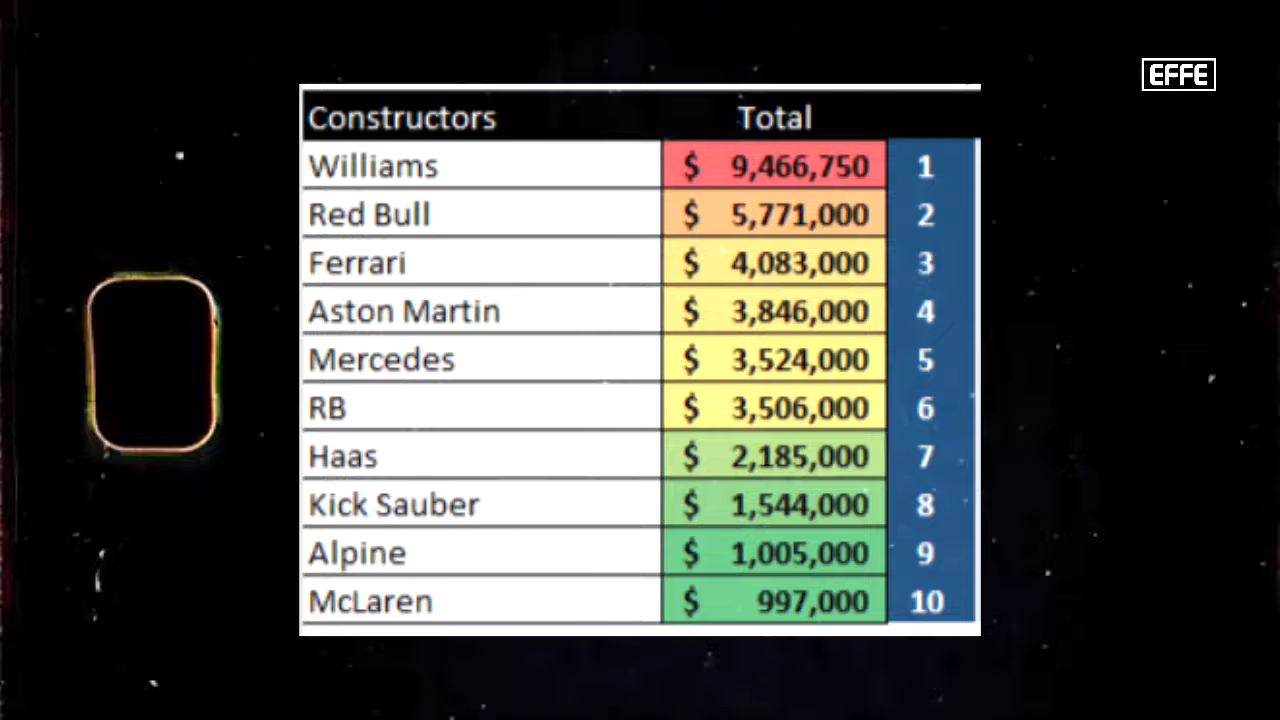 EFFE
Constructors Total
Williams $ 9,466,750 1
Red Bull $ 5,771,000 2
Ferrari $ 4,083,000 3
Aston Martin $ 3,846,000 4
Mercedes $ 3,524,000 5
RB $ 3,506,000 6
Haas $ 2,185,000 7
Kick Sauber $ 1,544,000 8
Alpine $ 1,005,000 9
McLaren $ 997,000 10